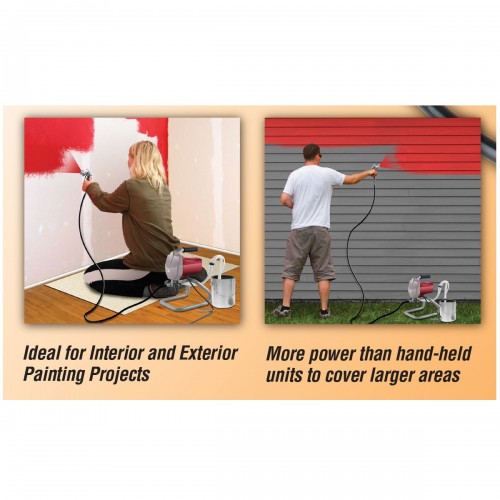 Ideal for Interior and Exterior
Painting Projects
More power than hand-held
units to cover larger areas